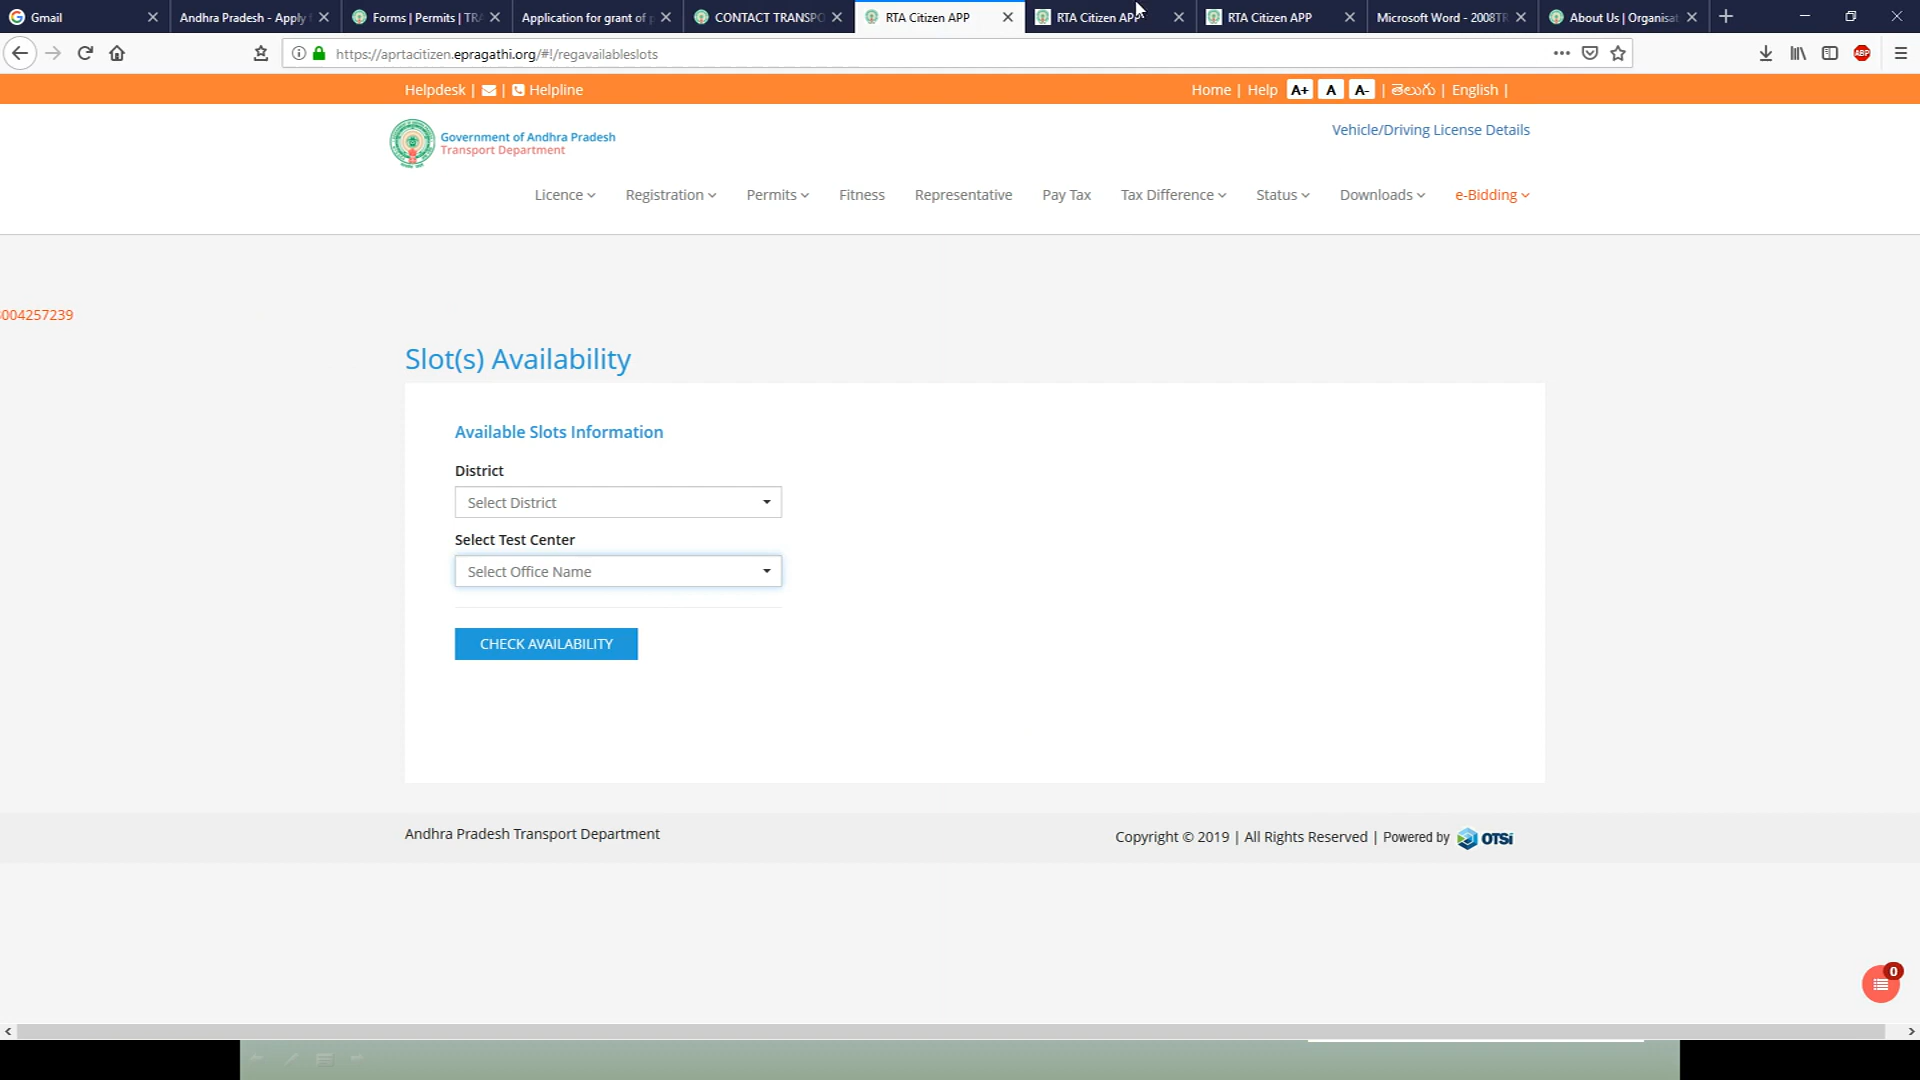 Gmail
Andhra Pradesh - Apply
Forms | Permits | TRA
Application for grant of p
CONTACT TRANSPO
RTA Citizen APP
RTA Citizen APP
RTA Citizen APP
Microsoft Word - 2008TR
About Us | Organisat
https://aprtacitizen.epragathi.org/#!/regavailableslots
ABP
Helpdesk | | Helpline
Home | Help A+ A A- | తెలుగు | English |
Government of Andhra Pradesh
Transport Department
Vehicle/Driving License Details
Licence Registration Permits Fitness Representative Pay Tax Tax Difference Status Downloads e-Bidding
004257239
Slot(s) Availability
Available Slots Information
District
Select District
Select Test Center
Select Office Name
CHECK AVAILABILITY
Andhra Pradesh Transport Department
Copyright © 2019 | All Rights Reserved | Powered by OTSi
0